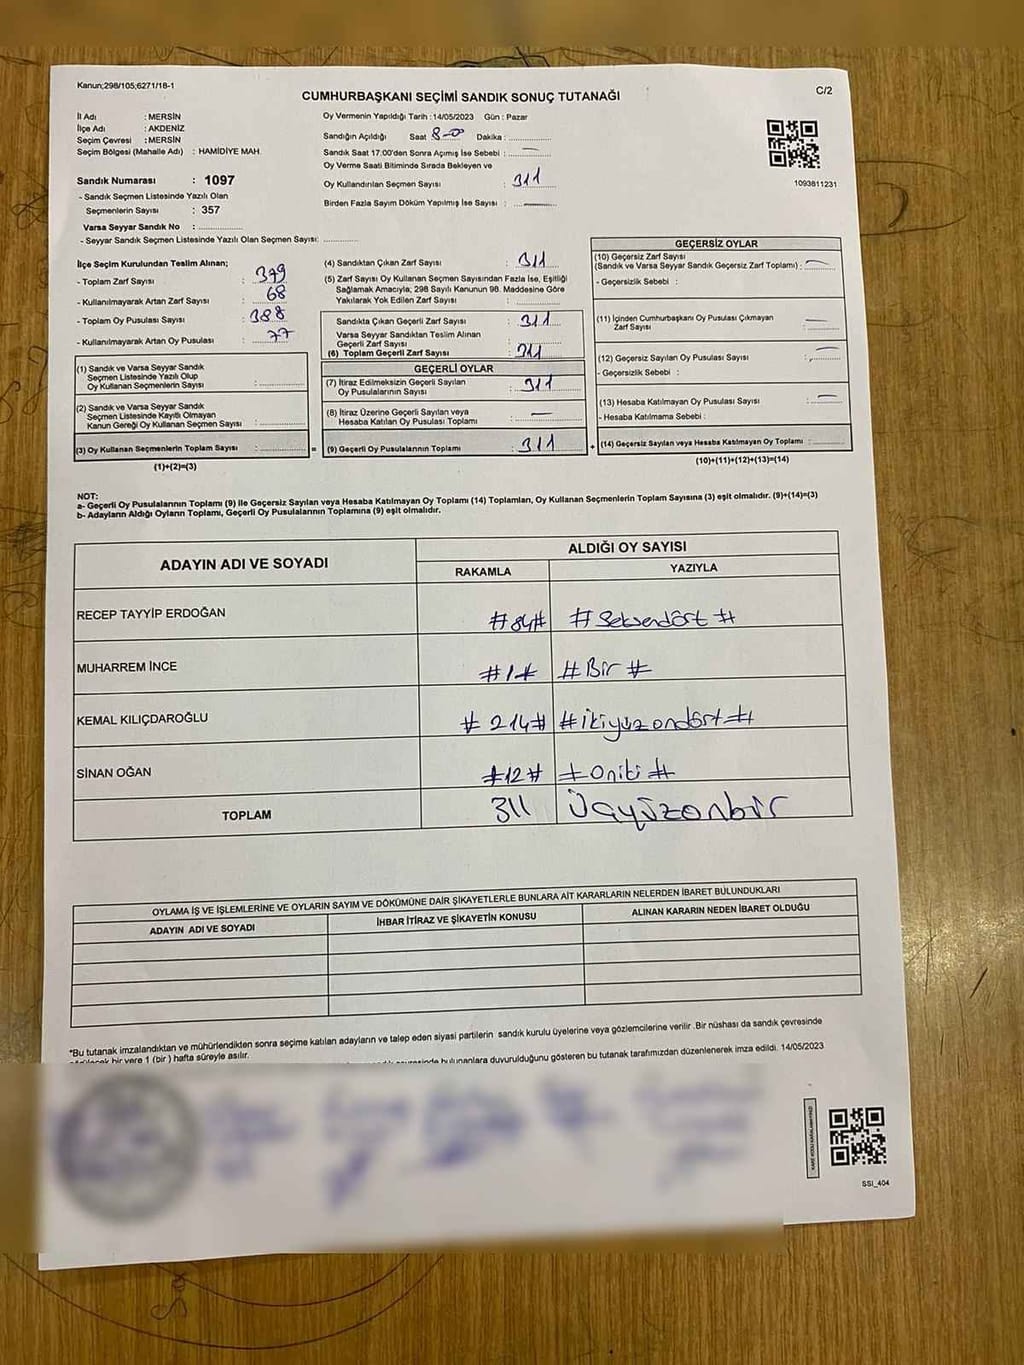 Kanun;298/105;6271/18-1
C/2
CUMHURBAŞKANI SEÇİMİ SANDIK SONUÇ TUTANAĞI
İl Adı : MERSİN
İlçe Adı : AKDENİZ
Seçim Çevresi : MERSİN
Seçim Bölgesi (Mahalle Adı) : HAMİDİYE MAH.
Sandık Numarası : 1097
- Sandık Seçmen Listesinde Yazılı Olan
Seçmenlerin Sayısı : 357
Varsa Seyyar Sandık No :
- Seyyar Sandık Seçmen Listesinde Yazılı Olan Seçmen Sayısı:
Oy Vermenin Yapıldığı Tarih : 14/05/2023 Gün : Pazar
Sandığın Açıldığı Saat 8-00 Dakika :
Sandık Saat 17:00'den Sonra Açımış İse Sebebi : —
Oy Verme Saati Bitiminde Sırada Bekleyen ve
Oy Kullandırılan Seçmen Sayısı : 311
Birden Fazla Sayım Döküm Yapılmış İse Sayısı : —
1093811231
İlçe Seçim Kurulundan Teslim Alınan;
- Toplam Zarf Sayısı : 379
- Kullanılmayarak Artan Zarf Sayısı : 68
- Toplam Oy Pusulası Sayısı : 388
- Kullanılmayarak Artan Oy Pusulası : 77
(1) Sandık ve Varsa Seyyar Sandık
Seçmen Listesinde Yazılı Olup
Oy Kullanan Seçmenlerin Sayısı :
(2) Sandık ve Varsa Seyyar Sandık
Seçmen Listesinde Kayıtlı Olmayan
Kanun Gereği Oy Kullanan Seçmen Sayısı :
(3) Oy Kullanan Seçmenlerin Toplam Sayısı : =
(1)+(2)=(3)
(4) Sandıktan Çıkan Zarf Sayısı : 311
(5) Zarf Sayısı Oy Kullanan Seçmen Sayısından Fazla İse, Eşitliği
Sağlamak Amacıyla; 298 Sayılı Kanunun 98. Maddesine Göre
Yakılarak Yok Edilen Zarf Sayısı :
Sandıkta Çıkan Geçerli Zarf Sayısı : 311
Varsa Seyyar Sandıktan Teslim Alınan
Geçerli Zarf Sayısı :
(6) Toplam Geçerli Zarf Sayısı : 311
GEÇERLİ OYLAR
(7) İtiraz Edilmeksizin Geçerli Sayılan
Oy Pusulalarının Sayısı : 311
(8) İtiraz Üzerine Geçerli Sayılan veya
Hesaba Katılan Oy Pusulası Toplamı : —
(9) Geçerli Oy Pusulalarının Toplamı : 311 +
GEÇERSİZ OYLAR
(10) Geçersiz Zarf Sayısı
(Sandık ve Varsa Seyyar Sandık Geçersiz Zarf Toplamı) : —
- Geçersizlik Sebebi :
(11) İçinden Cumhurbaşkanı Oy Pusulası Çıkmayan
Zarf Sayısı : —
(12) Geçersiz Sayılan Oy Pusulası Sayısı : —
- Geçersizlik Sebebi :
(13) Hesaba Katılmayan Oy Pusulası Sayısı : —
- Hesaba Katılmama Sebebi :
(14) Geçersiz Sayılan veya Hesaba Katılmayan Oy Toplamı :
(10)+(11)+(12)+(13)=(14)
NOT:
a- Geçerli Oy Pusulalarının Toplamı (9) ile Geçersiz Sayılan veya Hesaba Katılmayan Oy Toplamı (14) Toplamları, Oy Kullanan Seçmenlerin Toplam Sayısına (3) eşit olmalıdır. (9)+(14)=(3)
b- Adayların Aldığı Oyların Toplamı, Geçerli Oy Pusulalarının Toplamına (9) eşit olmalıdır.
ADAYIN ADI VE SOYADI
ALDIĞI OY SAYISI
RAKAMLA YAZIYLA
RECEP TAYYİP ERDOĞAN #84# #Seksendört#
MUHARREM İNCE #1# #Bir#
KEMAL KILIÇDAROĞLU #214# #ikiyüzondört#
SİNAN OĞAN #12# #Oniki#
TOPLAM 311 Üçyüzonbir
OYLAMA İŞ VE İŞLEMLERİNE VE OYLARIN SAYIM VE DÖKÜMÜNE DAİR ŞİKAYETLERLE BUNLARA AİT KARARLARIN NELERDEN İBARET BULUNDUKLARI
ADAYIN ADI VE SOYADI İHBAR İTİRAZ VE ŞİKAYETİN KONUSU ALINAN KARARIN NEDEN İBARET OLDUĞU
*Bu tutanak imzalandıktan ve mühürlendikten sonra seçime katılan adayların ve talep eden siyasi partilerin sandık kurulu üyelerine veya gözlemcilerine verilir .Bir nüshası da sandık çevresinde
bir yere 1 (bir ) hafta süreyle asılır.
bulunanlara duyurulduğunu gösteren bu tutanak tarafımızdan düzenlenerek imza edildi. 14/05/2023
SSI_404